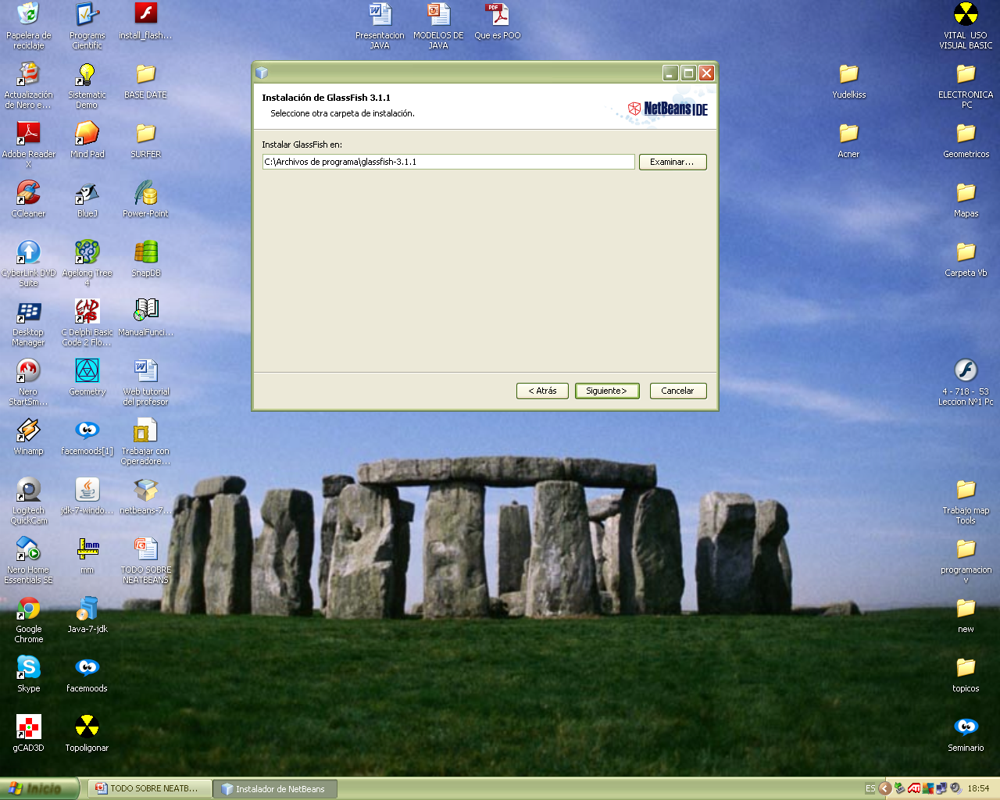 Papelera de
reciclaje
Programs
Cientific
install_flash...
Presentacion
JAVA
MODELOS DE
JAVA
Que es POO
VITAL USO
VISUAL BASIC
Actualización
de Nero e...
Sistematic
Demo
BASE DATE
Yudelkiss
ELECTRONICA
PC
Adobe Reader
X
Mind Pad
SURFER
Acner
Geometricos
CCleaner
BlueJ
Power-Point
Mapas
CyberLink DVD
Suite
Agelong Tree
4
SnapDB
Carpeta Vb
Desktop
Manager
C Delphi Basic
Code 2 Flo...
ManualFunci...
Nero
StartSm...
Geometry
Web tutorial
del profesor
4 - 718 - 53
Leccion Nº1 Pc
Winamp
facemoods[1]
Trabajar con
Operadore...
Logitech
QuickCam
jdk-7-windo...
netbeans-7...
Trabajo map
Tools
Nero Home
Essentials SE
mm
mm
TODO SOBRE
NEATBEANS
programacion
v
Google
Chrome
Java-7-jdk
new
Skype
facemoods
topicos
gCAD3D
Topoligonar
Seminario
Instalación de GlassFish 3.1.1
Seleccione otra carpeta de instalación.
NetBeans IDE
Instalar GlassFish en:
C:\Archivos de programa\glassfish-3.1.1
Examinar...
< Atrás
Siguiente>
Cancelar
Inicio
TODO SOBRE NEATB...
Instalador de NetBeans
ES
18:54